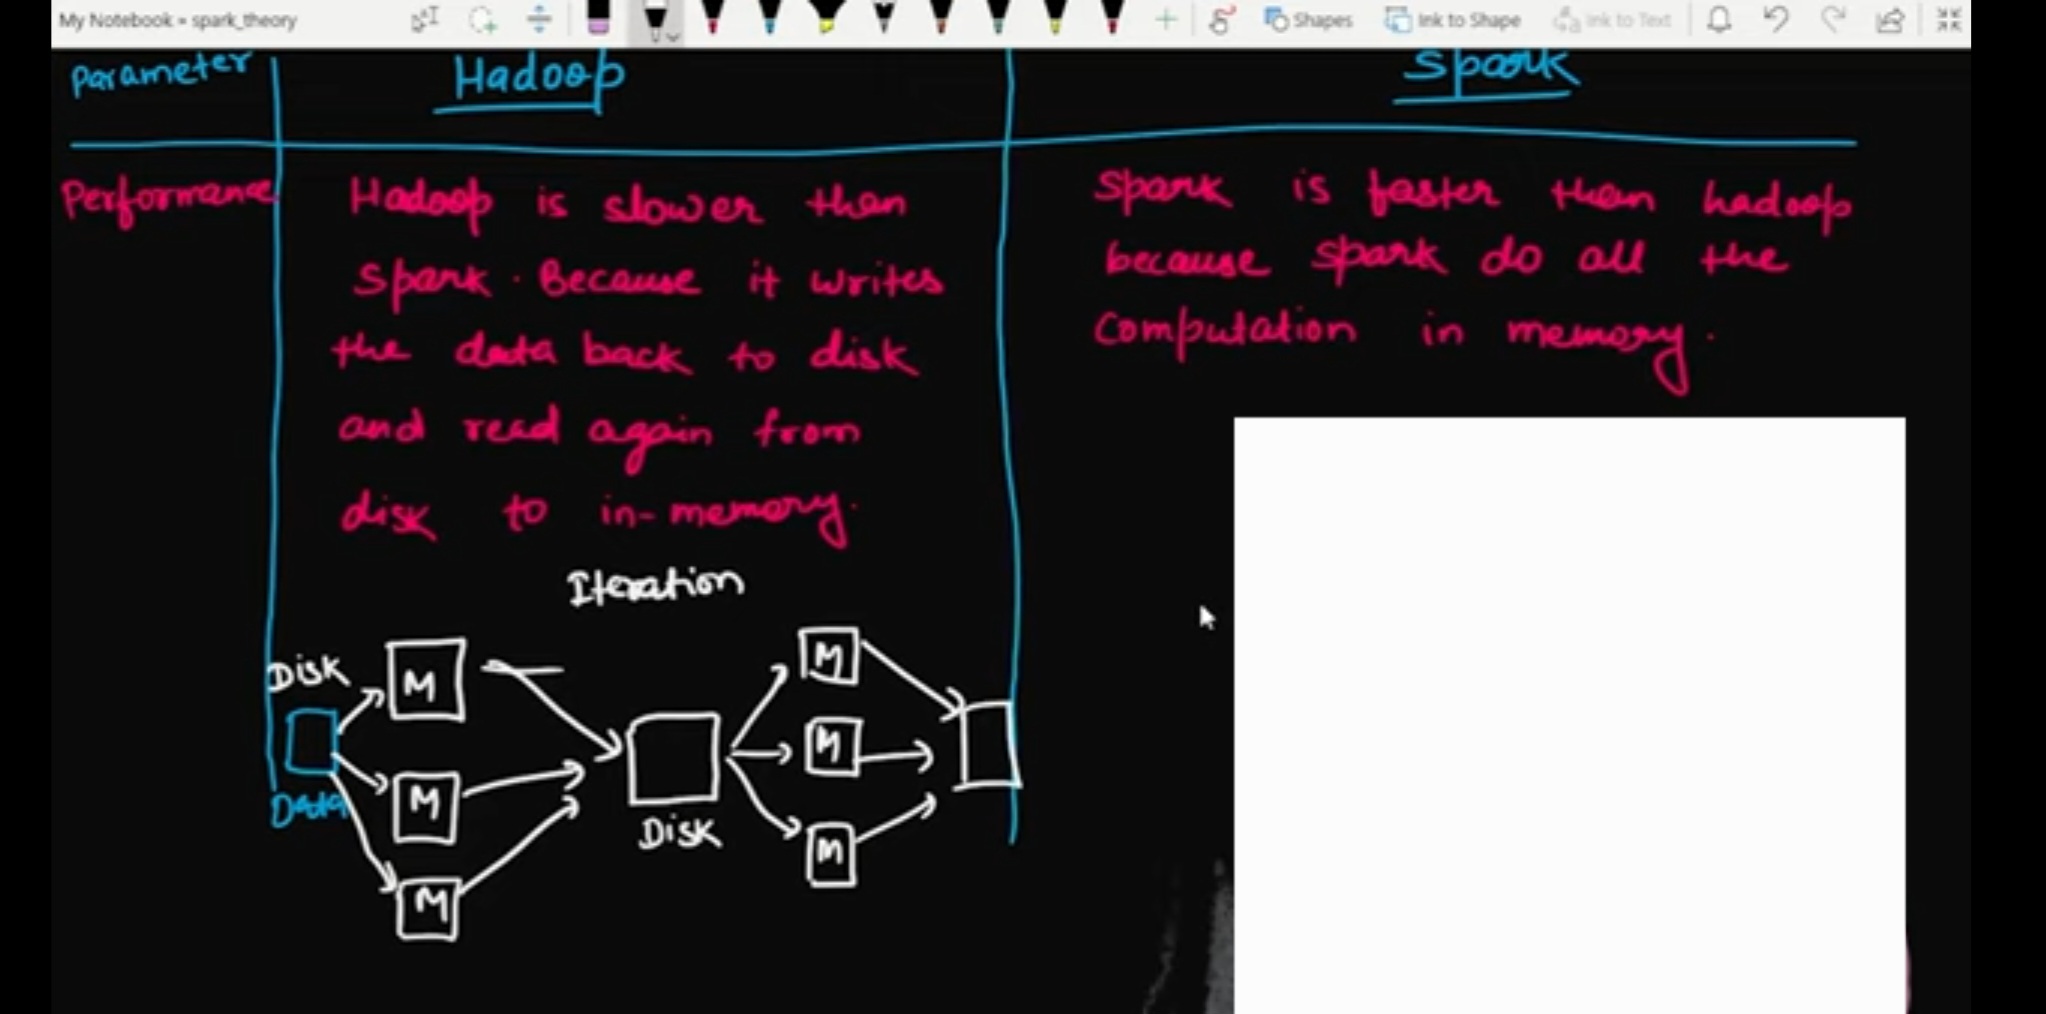 My Notebook » spark_theory
Shapes
Ink to Shape
Ink to Text
Parameter
Hadoop
Spark
Performance
Hadoop is slower than
spark. Because it writes
the data back to disk
and read again from
disk to in-memory.
Spark is faster than hadoop
because spark do all the
computation in memory.
Iteration
Disk
Data
M
M
M
Disk
M
M
M